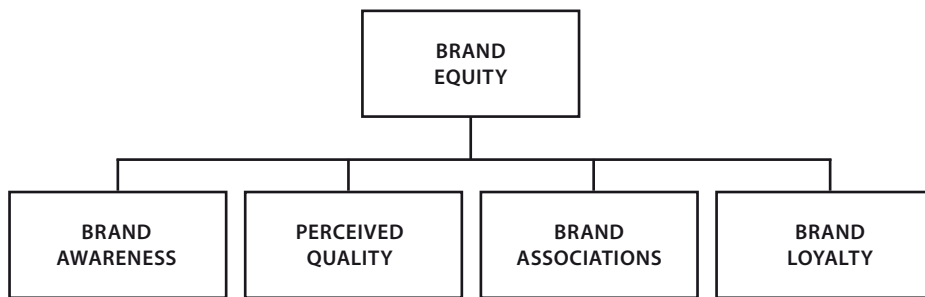 BRAND
EQUITY
BRAND
AWARENESS
PERCEIVED
QUALITY
BRAND
ASSOCIATIONS
BRAND
LOYALTY